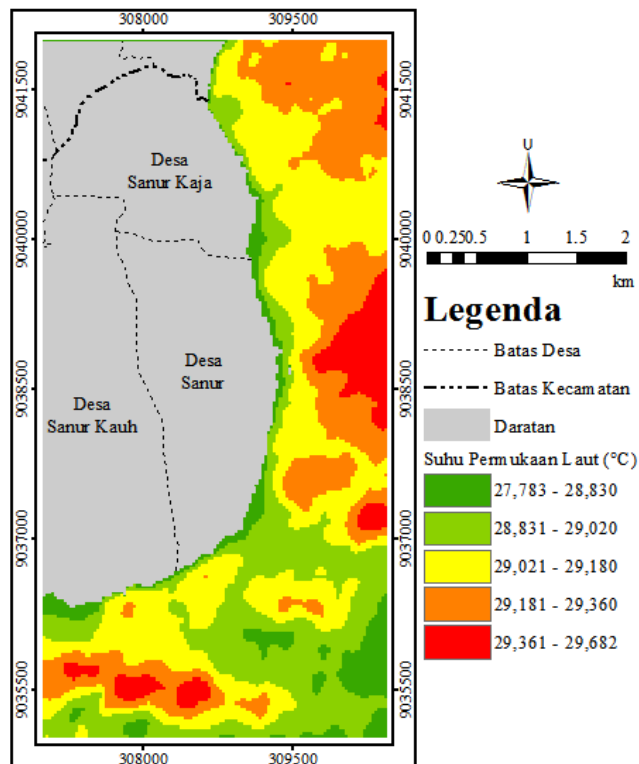 308000
309500
9041500
9041500
Desa
Sanur Kaja
U
9040000
9040000
0 0.25 0.5 1 1.5 2
km
Legenda
Batas Desa
Desa
Sanur
9038500
9038500
Batas Kecamatan
Desa
Sanur Kauh
Daratan
Suhu Permukaan Laut (°C)
27,783 - 28,830
28,831 - 29,020
9037000
9037000
29,021 - 29,180
29,181 - 29,360
29,361 - 29,682
9035500
9035500
308000
309500